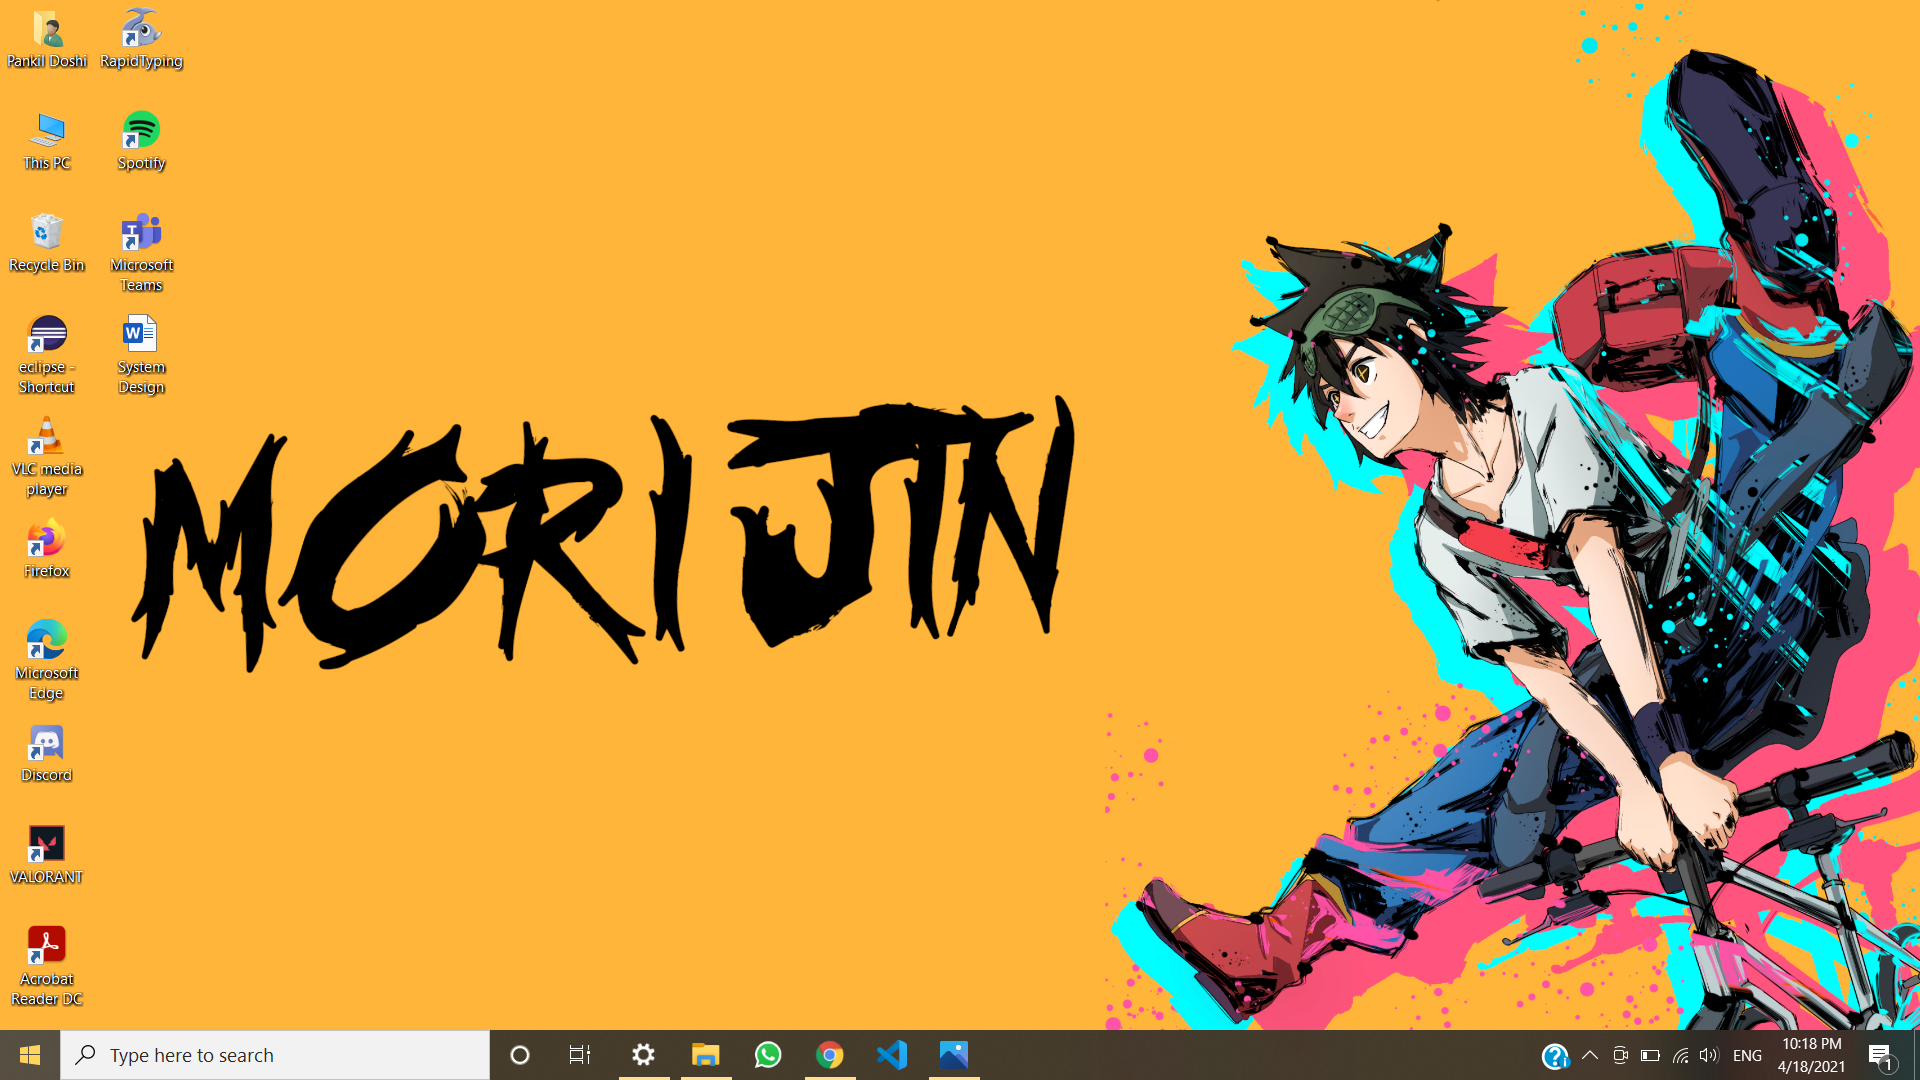 Pankil Doshi
RapidTyping
This PC
Spotify
Recycle Bin
Microsoft
Teams
eclipse -
Shortcut
System
Design
VLC media
player
Firefox
Microsoft
Edge
Discord
VALORANT
Acrobat
Reader DC
MORI JIN
Type here to search
ENG
10:18 PM
4/18/2021
1